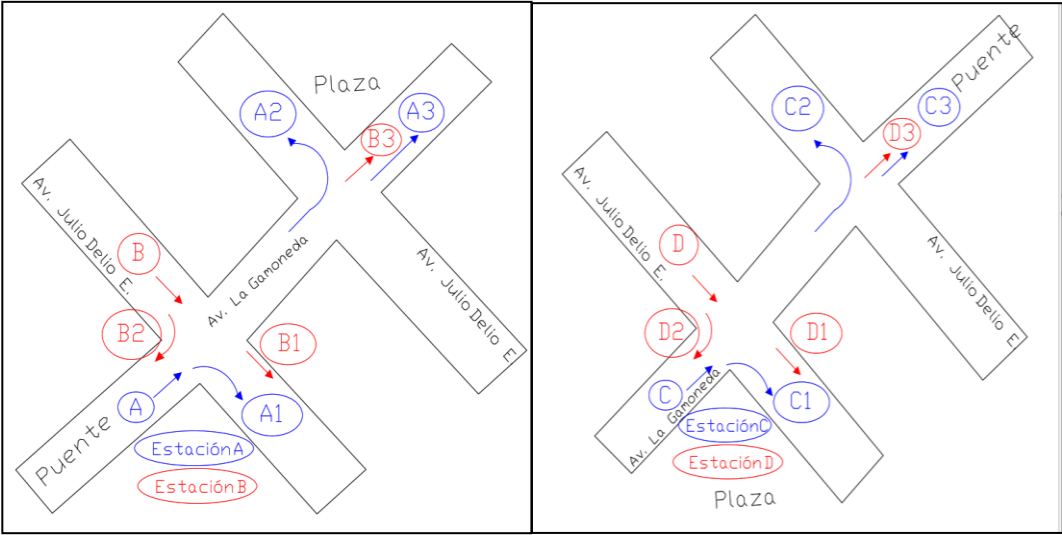 Plaza
A2
A3
B3
Av. Julio Delio E.
B
Av. La Gamoneda
Av. Julio Delio E
B2
B1
A
A1
Puente
EstaciónA
EstaciónB
Puente
C2
C3
D3
Av. Julio Delio E.
D
Av. Julio Delio E
D2
D1
C
C1
Av. La Gamoneda
EstaciónC
EstaciónD
Plaza